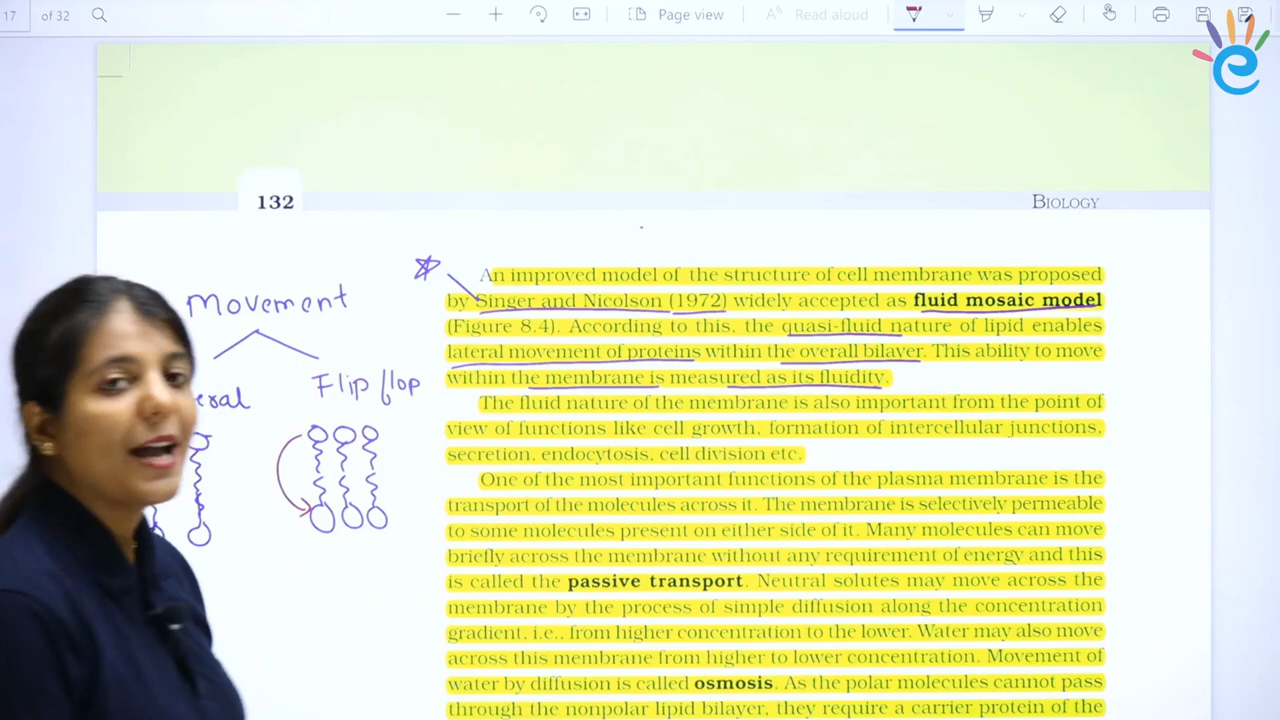 17 of 32 Page view Read aloud
132 BIOLOGY
An improved model of the structure of cell membrane was proposed
by Singer and Nicolson (1972) widely accepted as fluid mosaic model
(Figure 8.4). According to this, the quasi-fluid nature of lipid enables
lateral movement of proteins within the overall bilayer. This ability to move
within the membrane is measured as its fluidity.
The fluid nature of the membrane is also important from the point of
view of functions like cell growth, formation of intercellular junctions,
secretion, endocytosis, cell division etc.
One of the most important functions of the plasma membrane is the
transport of the molecules across it. The membrane is selectively permeable
to some molecules present on either side of it. Many molecules can move
briefly across the membrane without any requirement of energy and this
is called the passive transport. Neutral solutes may move across the
membrane by the process of simple diffusion along the concentration
gradient, i.e., from higher concentration to the lower. Water may also move
across this membrane from higher to lower concentration. Movement of
water by diffusion is called osmosis. As the polar molecules cannot pass
through the nonpolar lipid bilayer, they require a carrier protein of the
Movement
eral Flip flop
e